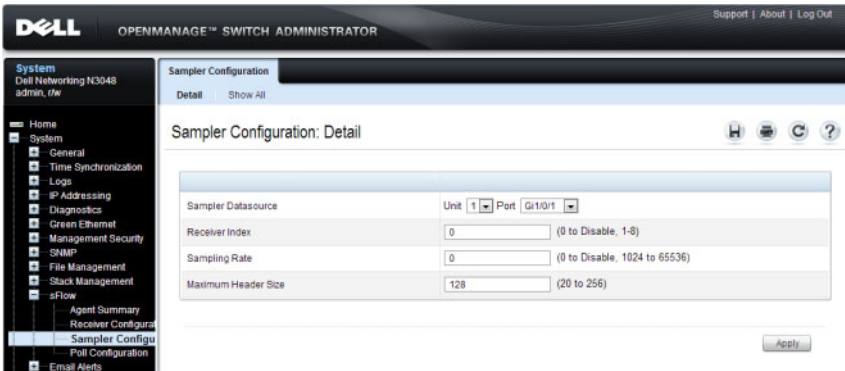 Support | About | Log Out
DELL OPENMANAGE™ SWITCH ADMINISTRATOR
System
Dell Networking N3048
admin, r/w
Home
System
General
Time Synchronization
Logs
IP Addressing
Diagnostics
Green Ethernet
Management Security
SNMP
File Management
Stack Management
sFlow
Agent Summary
Receiver Configurat
Sampler Configu
Poll Configuration
Email Alerts
Sampler Configuration
Detail Show All
Sampler Configuration: Detail
?
Sampler Datasource Unit 1 Port Gi1/0/1
Receiver Index 0 (0 to Disable, 1-8)
Sampling Rate 0 (0 to Disable, 1024 to 65536)
Maximum Header Size 128 (20 to 256)
Apply